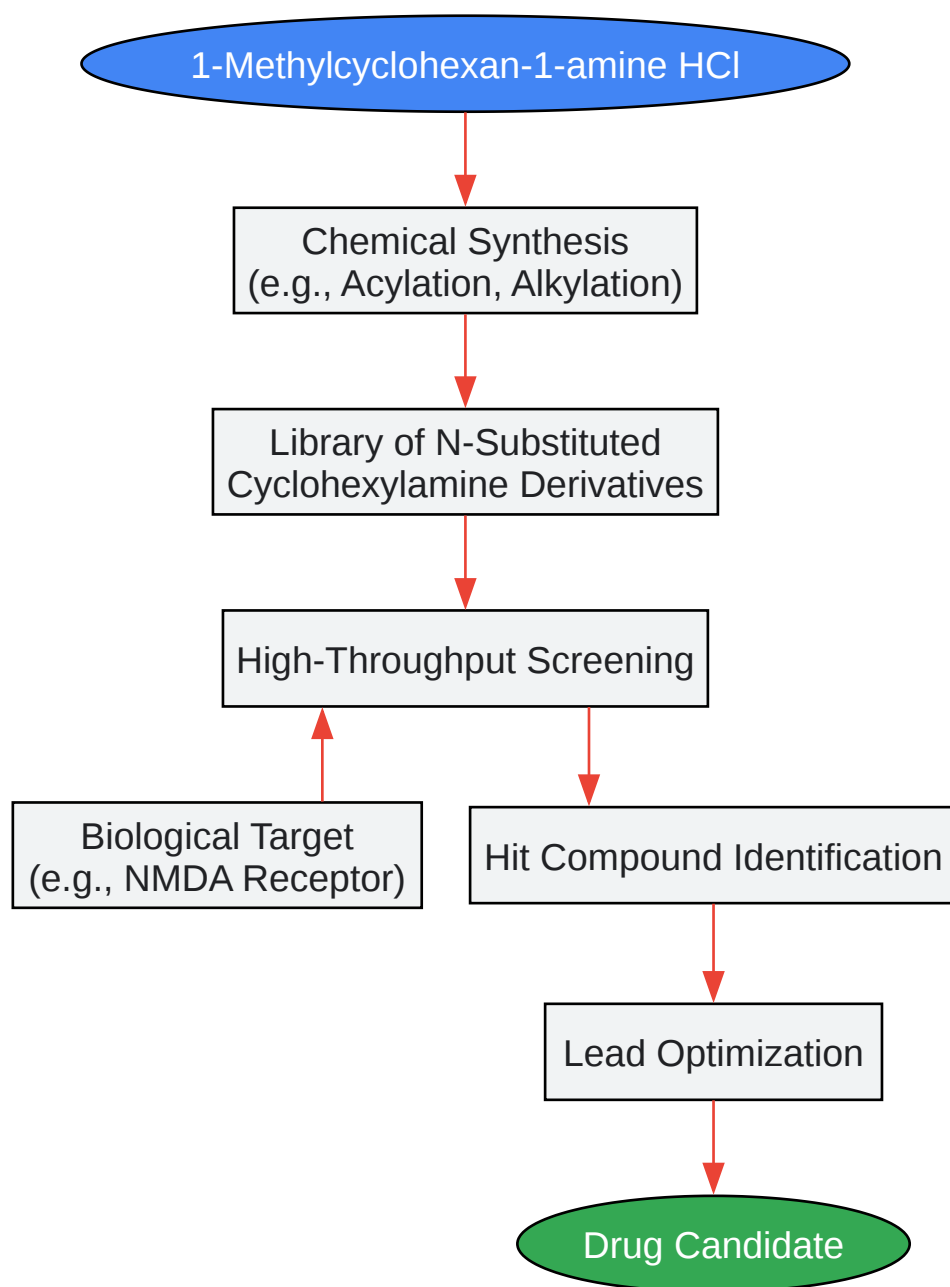 1-Methylcyclohexan-1-amine HCl
Chemical Synthesis
(e.g., Acylation, Alkylation)
Library of N-Substituted
Cyclohexylamine Derivatives
High-Throughput Screening
Biological Target
(e.g., NMDA Receptor)
Hit Compound Identification
Lead Optimization
Drug Candidate